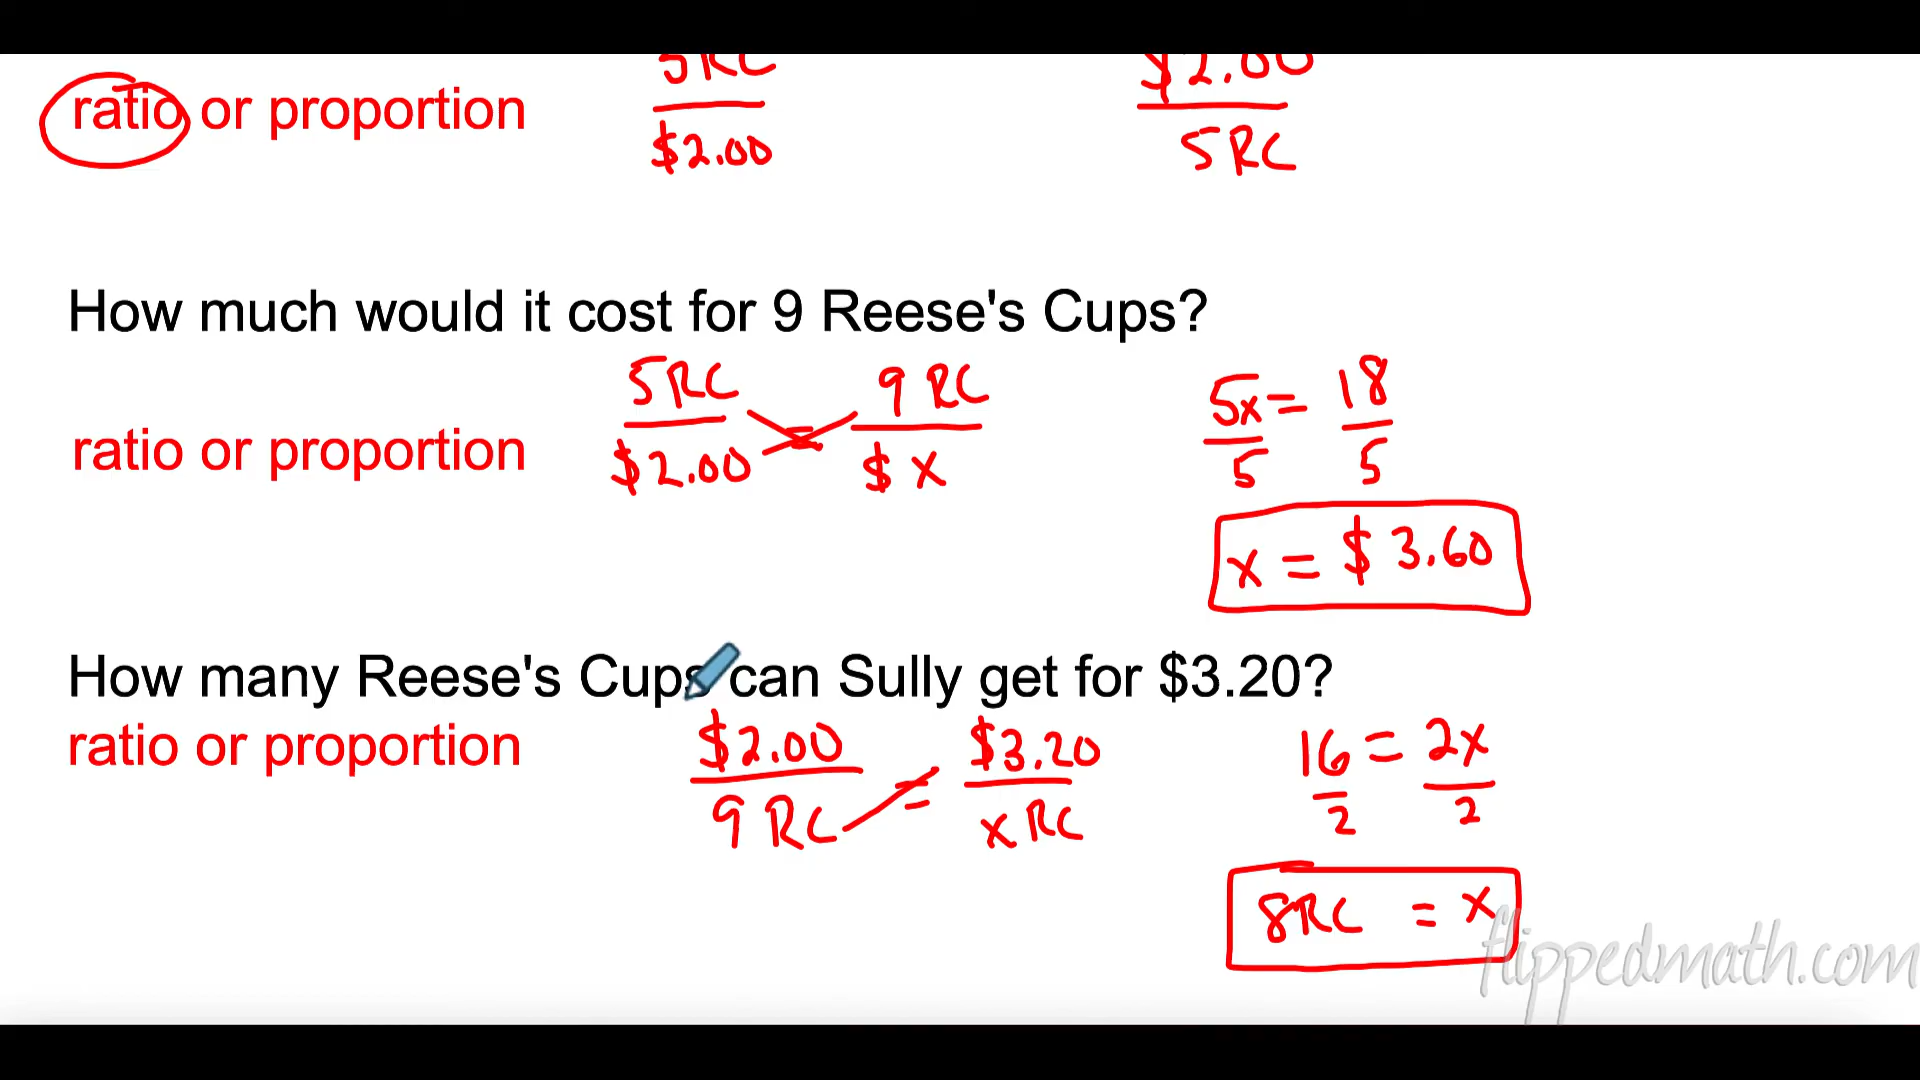 5RC $2.00
ratio or proportion
$2.00 5RC
How much would it cost for 9 Reese's Cups?
5RC 9 RC 5x = 18
ratio or proportion
$2.00 = $ x 5 5
x = $ 3.60
How many Reese's Cups can Sully get for $3.20?
ratio or proportion
$2.00 = $3.20 16 = 2x
9 RC x RC 2 2
8RC = x
flippedmath.com